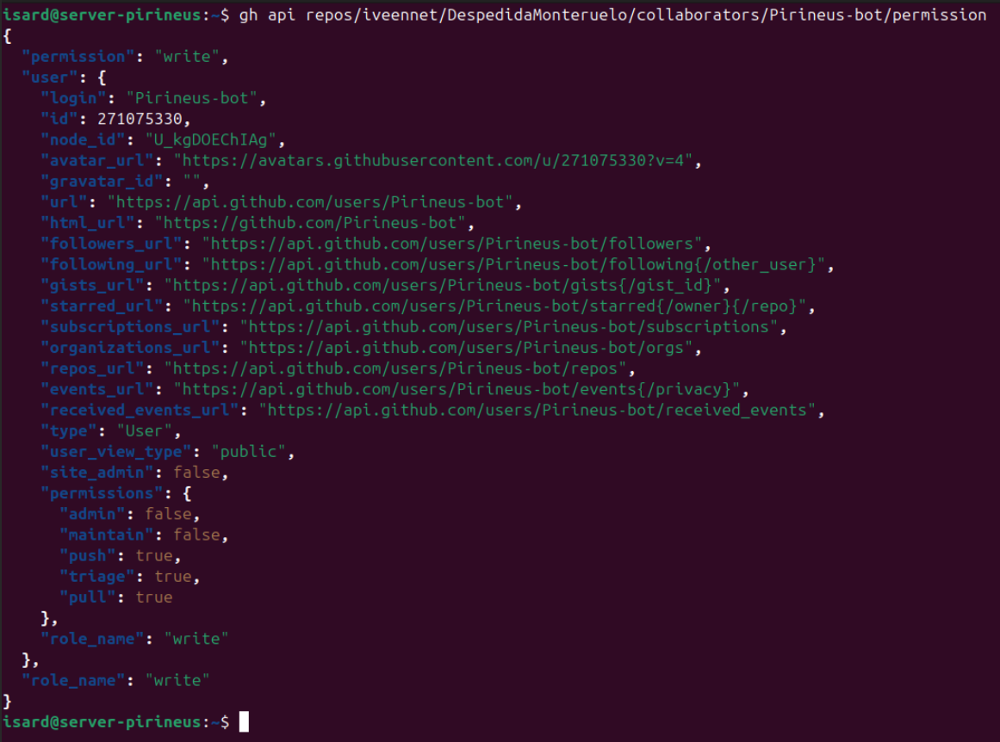 isard@server-pirineus:~$ gh api repos/iveennet/DespedidaMonteruelo/collaborators/Pirineus-bot/permission
{
  "permission": "write",
  "user": {
    "login": "Pirineus-bot",
    "id": 271075330,
    "node_id": "U_kgDOEChIAg",
    "avatar_url": "https://avatars.githubusercontent.com/u/271075330?v=4",
    "gravatar_id": "",
    "url": "https://api.github.com/users/Pirineus-bot",
    "html_url": "https://github.com/Pirineus-bot",
    "followers_url": "https://api.github.com/users/Pirineus-bot/followers",
    "following_url": "https://api.github.com/users/Pirineus-bot/following{/other_user}",
    "gists_url": "https://api.github.com/users/Pirineus-bot/gists{/gist_id}",
    "starred_url": "https://api.github.com/users/Pirineus-bot/starred{/owner}{/repo}",
    "subscriptions_url": "https://api.github.com/users/Pirineus-bot/subscriptions",
    "organizations_url": "https://api.github.com/users/Pirineus-bot/orgs",
    "repos_url": "https://api.github.com/users/Pirineus-bot/repos",
    "events_url": "https://api.github.com/users/Pirineus-bot/events{/privacy}",
    "received_events_url": "https://api.github.com/users/Pirineus-bot/received_events",
    "type": "User",
    "user_view_type": "public",
    "site_admin": false,
    "permissions": {
      "admin": false,
      "maintain": false,
      "push": true,
      "triage": true,
      "pull": true
    },
    "role_name": "write"
  },
  "role_name": "write"
}
isard@server-pirineus:~$